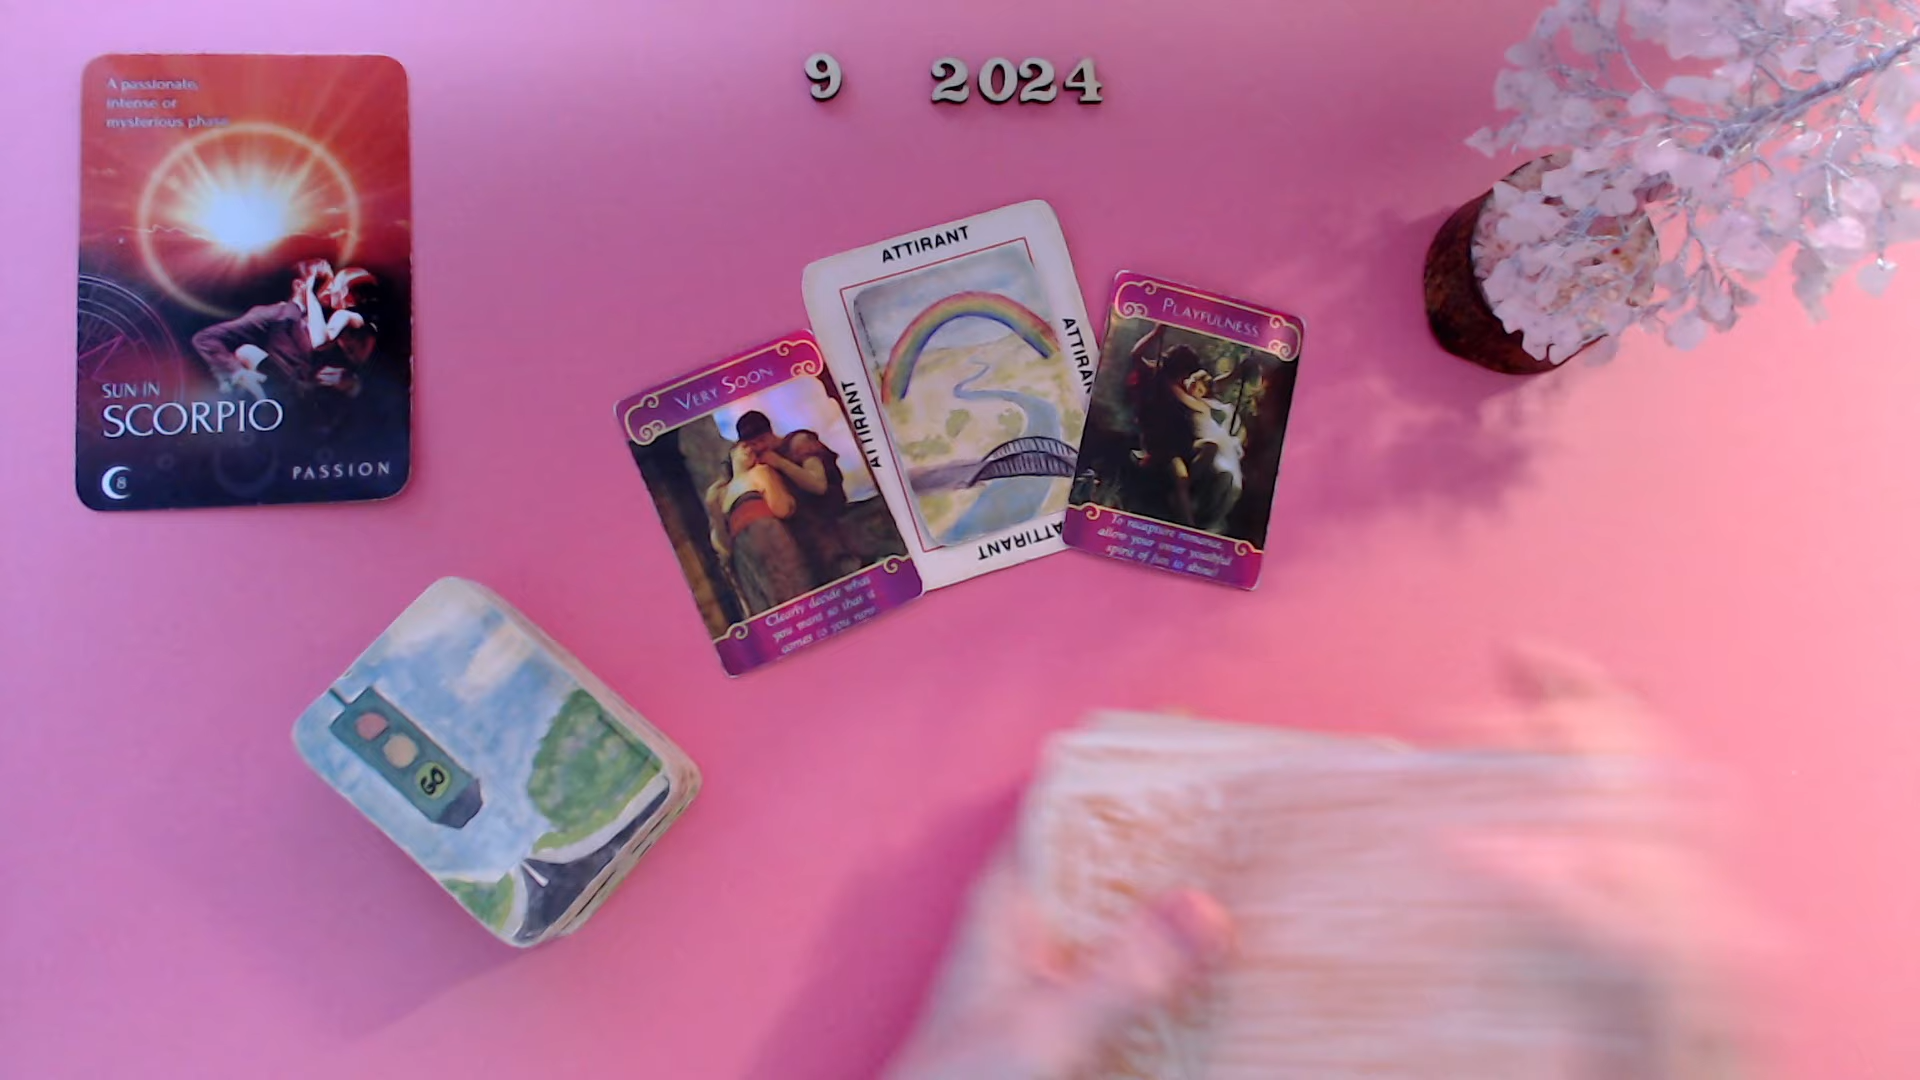 A passionate,
intense or
mysterious phase
SUN IN
SCORPIO
8
PASSION
9 2024
VERY SOON
Clearly decide what
you want so that it
comes to you now
ATTIRANT
ATTIRANT
ATTIRAN
ATTIRANT
PLAYFULNESS
To recapture romance,
allow your inner youthful
spirit of fun to shine!
GO